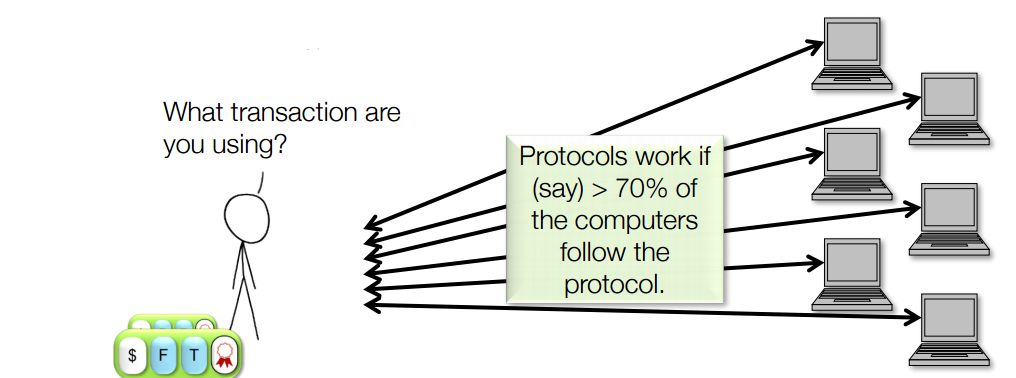 What transaction are
you using?
Protocols work if
(say) > 70% of
the computers
follow the
protocol.
$ F T